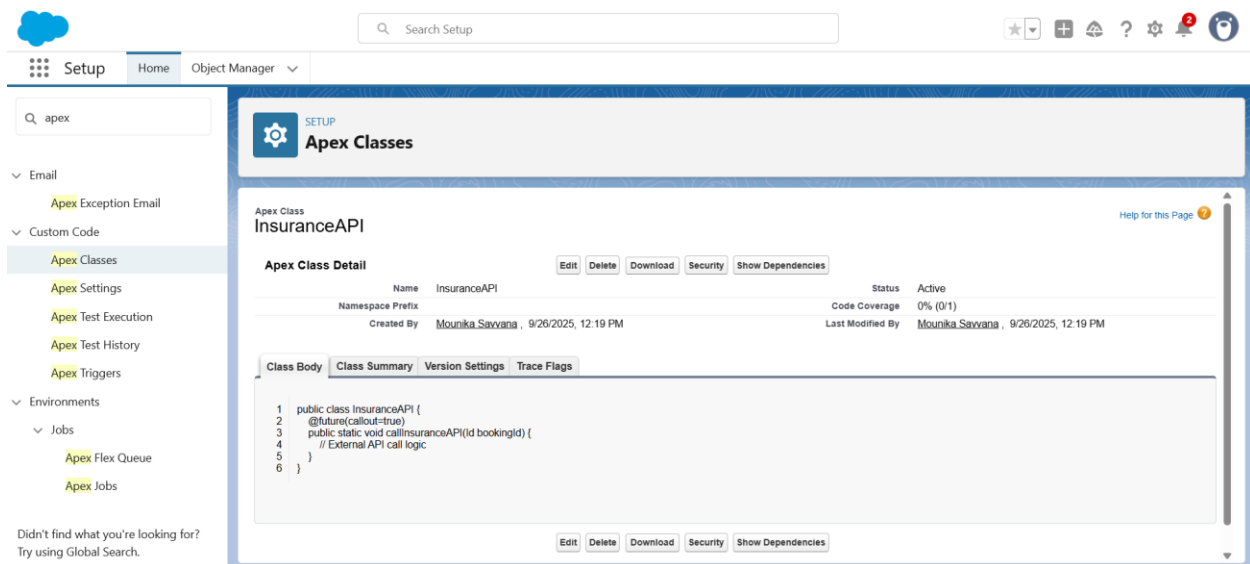 Search Setup
2
Setup
Home
Object Manager
apex
Email
Apex Exception Email
Custom Code
Apex Classes
Apex Settings
Apex Test Execution
Apex Test History
Apex Triggers
Environments
Jobs
Apex Flex Queue
Apex Jobs
Didn't find what you're looking for?
Try using Global Search.
SETUP
Apex Classes
Apex Class
InsuranceAPI
Help for this Page ?
Apex Class Detail
Edit Delete Download Security Show Dependencies
Name InsuranceAPI Status Active
Namespace Prefix Code Coverage 0% (0/1)
Created By Mounika Savvana , 9/26/2025, 12:19 PM Last Modified By Mounika Savvana , 9/26/2025, 12:19 PM
Class Body Class Summary Version Settings Trace Flags
1 public class InsuranceAPI {
2 @future(callout=true)
3 public static void callInsuranceAPI(Id bookingId) {
4 // External API call logic
5 }
6 }
Edit Delete Download Security Show Dependencies